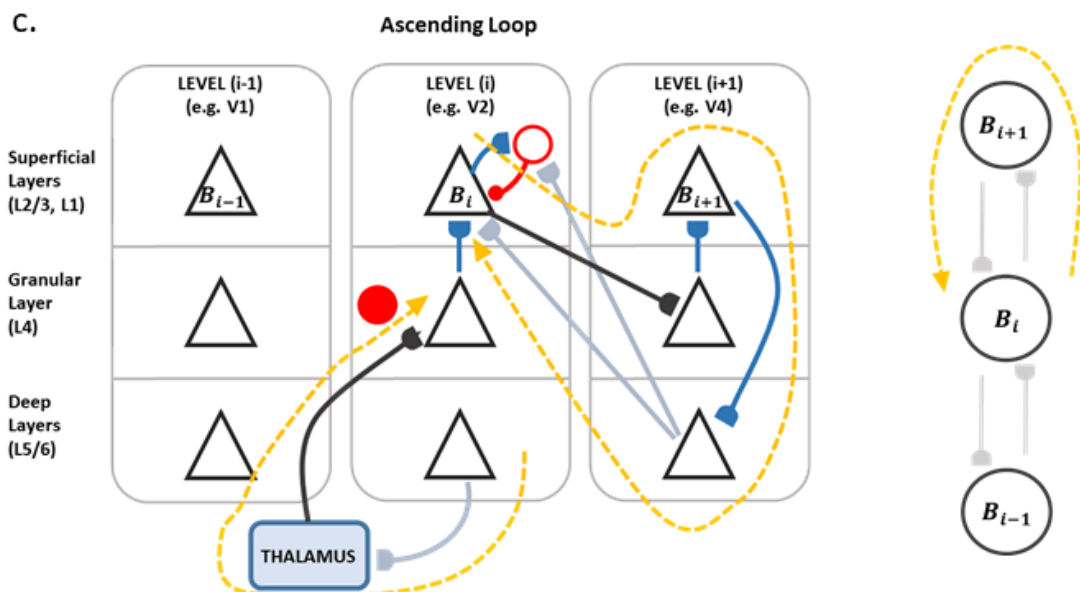 c.
Ascending Loop
LEVEL (i-1)
(e.g. V1)
LEVEL (i)
(e.g. V2)
LEVEL (i+1)
(e.g. V4)
Superficial
Layers
(L2/3, L1)
Granular
Layer
(L4)
Deep
Layers
(L5/6)
B_{i-1}
B_i
B_{i+1}
THALAMUS
B_{i+1}
B_i
B_{i-1}